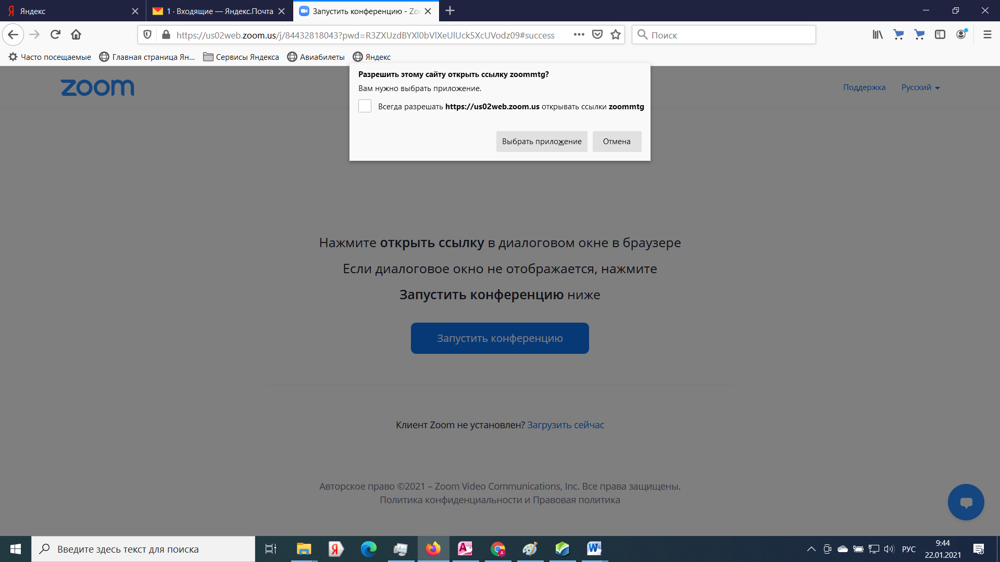 Яндекс
1 · Входящие — Яндекс.Почта
Запустить конференцию - Zo
https://us02web.zoom.us/j/84432818043?pwd=R3ZXUzdBYXl0bVlXeUlUck5XcUVodz09#success
Поиск
Часто посещаемые
Главная страница Ян...
Сервисы Яндекса
Авиабилеты
Яндекс
zoom
Поддержка
Русский
Разрешить этому сайту открыть ссылку zoommtg?
Вам нужно выбрать приложение.
Всегда разрешать https://us02web.zoom.us открывать ссылки zoommtg
Выбрать приложение
Отмена
Нажмите открыть ссылку в диалоговом окне в браузере
Если диалоговое окно не отображается, нажмите
Запустить конференцию ниже
Запустить конференцию
Клиент Zoom не установлен? Загрузить сейчас
Авторское право ©2021 – Zoom Video Communications, Inc. Все права защищены.
Политика конфиденциальности и Правовая политика
Введите здесь текст для поиска
РУС
9:44
22.01.2021